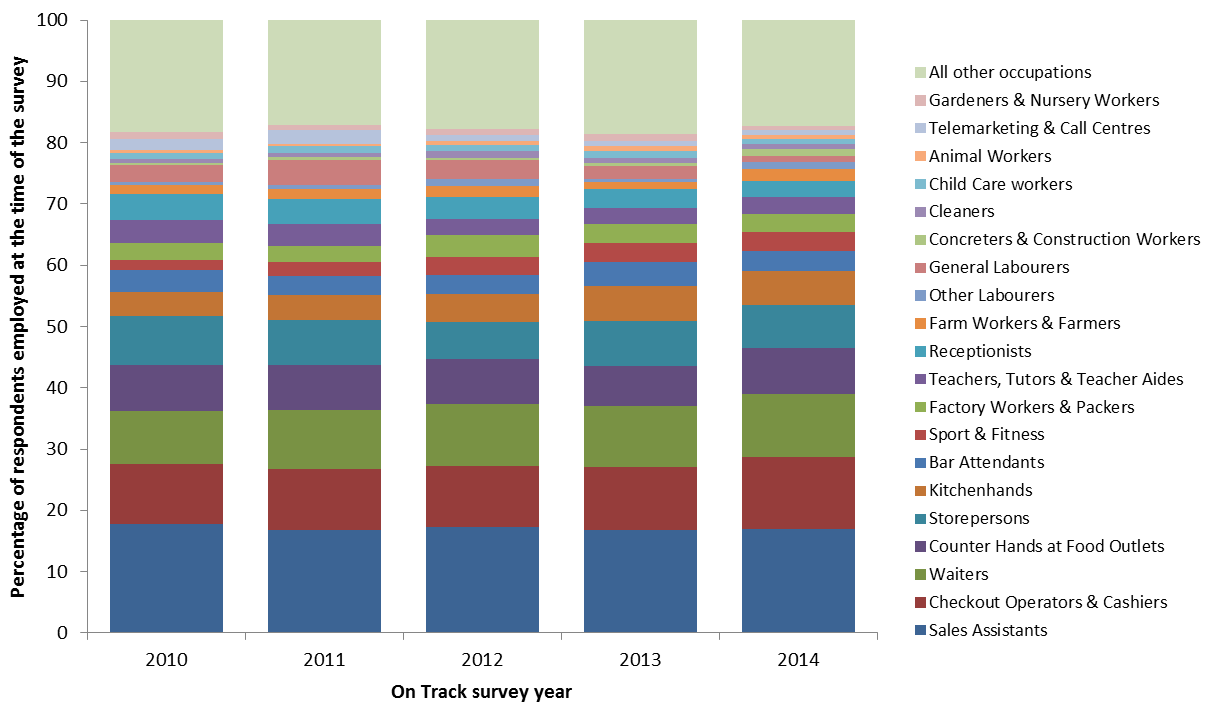 Percentage of respondents employed at the time of the survey
100
90
80
70
60
50
40
30
20
10
0
2010
2011
2012
2013
2014
On Track survey year
All other occupations
Gardeners & Nursery Workers
Telemarketing & Call Centres
Animal Workers
Child Care workers
Cleaners
Concreters & Construction Workers
General Labourers
Other Labourers
Farm Workers & Farmers
Receptionists
Teachers, Tutors & Teacher Aides
Factory Workers & Packers
Sport & Fitness
Bar Attendants
Kitchenhands
Storepersons
Counter Hands at Food Outlets
Waiters
Checkout Operators & Cashiers
Sales Assistants